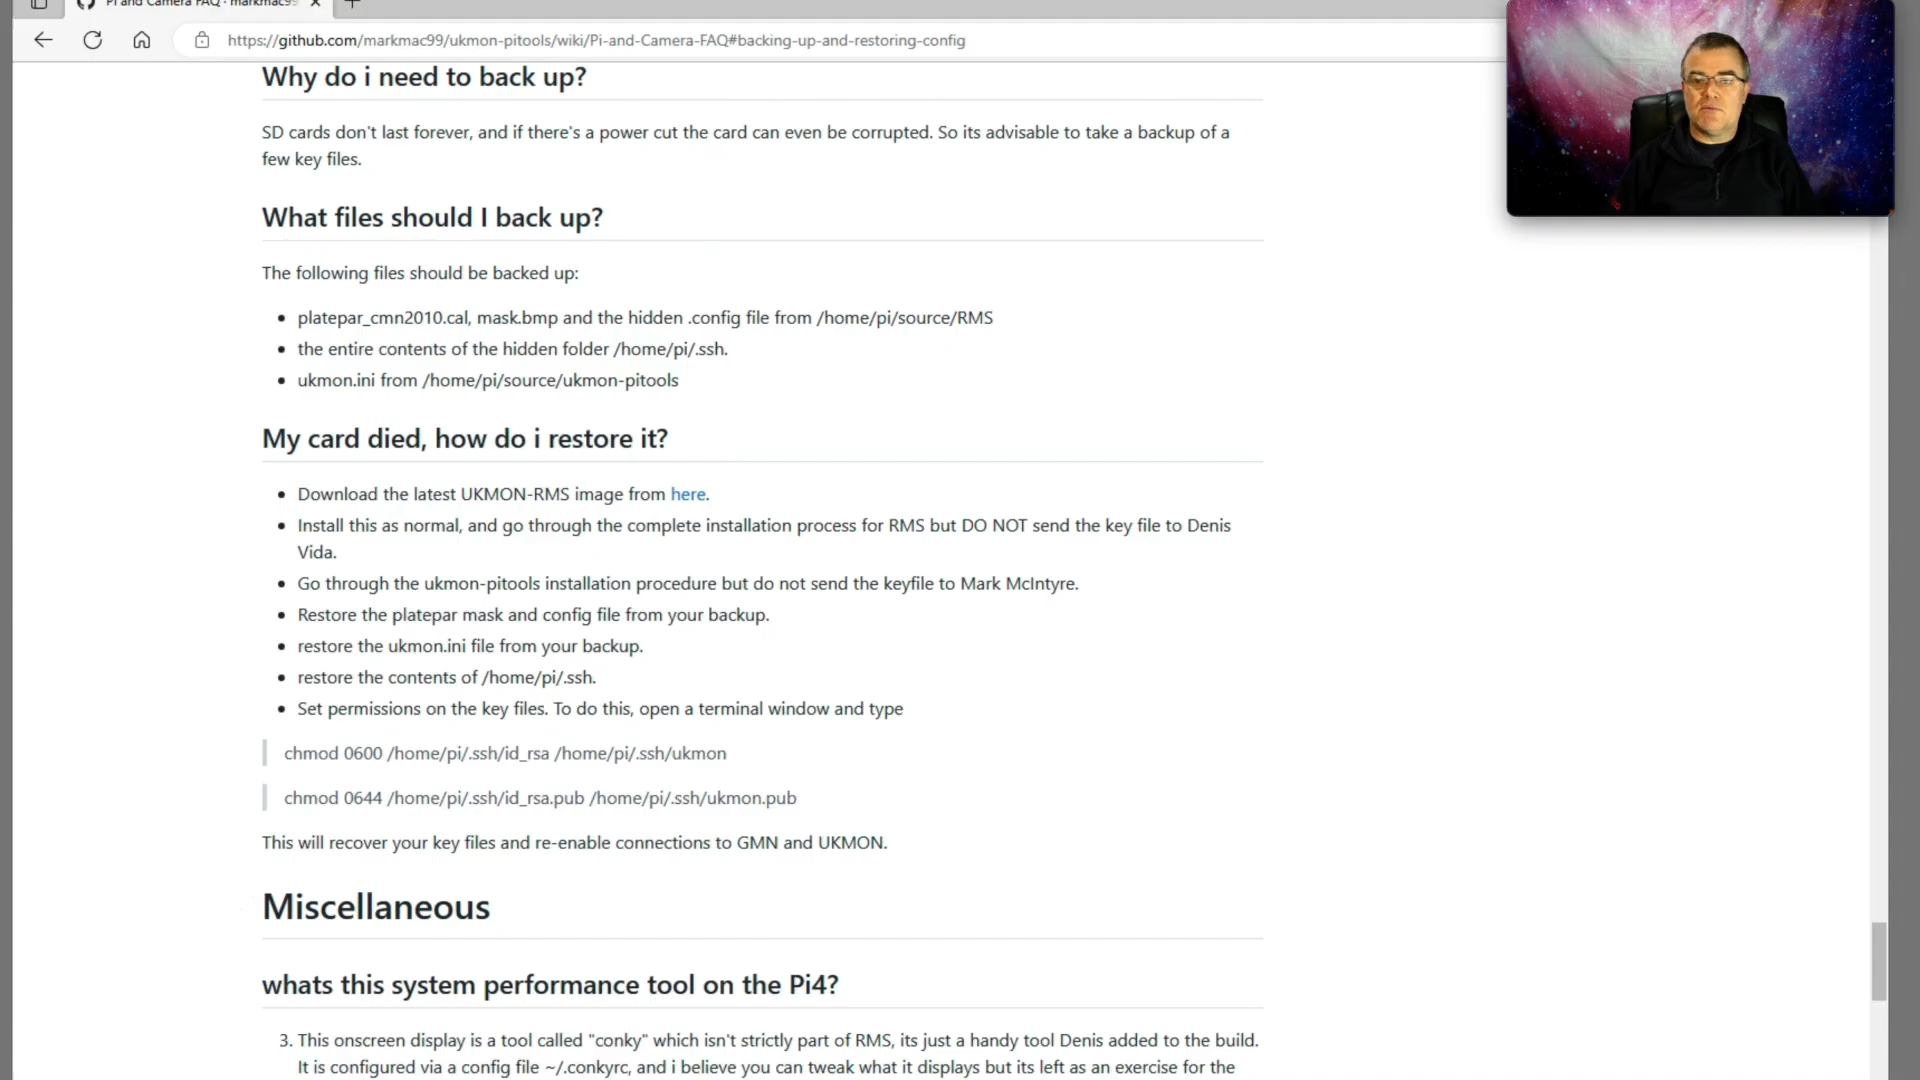 Pi and Camera FAQ · markmac99
https://github.com/markmac99/ukmon-pitools/wiki/Pi-and-Camera-FAQ#backing-up-and-restoring-config
Why do i need to back up?
SD cards don't last forever, and if there's a power cut the card can even be corrupted. So its advisable to take a backup of a
few key files.
What files should I back up?
The following files should be backed up:
• platepar_cmn2010.cal, mask.bmp and the hidden .config file from /home/pi/source/RMS
• the entire contents of the hidden folder /home/pi/.ssh.
• ukmon.ini from /home/pi/source/ukmon-pitools
My card died, how do i restore it?
• Download the latest UKMON-RMS image from here.
• Install this as normal, and go through the complete installation process for RMS but DO NOT send the key file to Denis
Vida.
• Go through the ukmon-pitools installation procedure but do not send the keyfile to Mark McIntyre.
• Restore the platepar mask and config file from your backup.
• restore the ukmon.ini file from your backup.
• restore the contents of /home/pi/.ssh.
• Set permissions on the key files. To do this, open a terminal window and type
chmod 0600 /home/pi/.ssh/id_rsa /home/pi/.ssh/ukmon
chmod 0644 /home/pi/.ssh/id_rsa.pub /home/pi/.ssh/ukmon.pub
This will recover your key files and re-enable connections to GMN and UKMON.
Miscellaneous
whats this system performance tool on the Pi4?
3. This onscreen display is a tool called "conky" which isn't strictly part of RMS, its just a handy tool Denis added to the build.
It is configured via a config file ~/.conkyrc, and i believe you can tweak what it displays but its left as an exercise for the